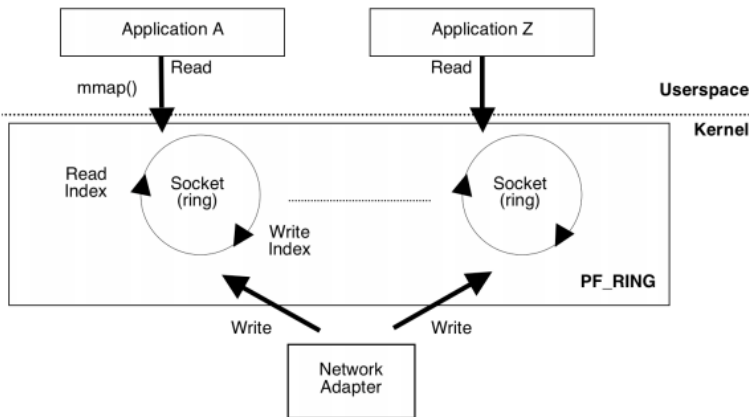 Application A
Application Z
Read
Read
mmap()
Userspace
Kernel
Read
Index
Socket
(ring)
Socket
(ring)
Write
Index
PF_RING
Write
Write
Network
Adapter